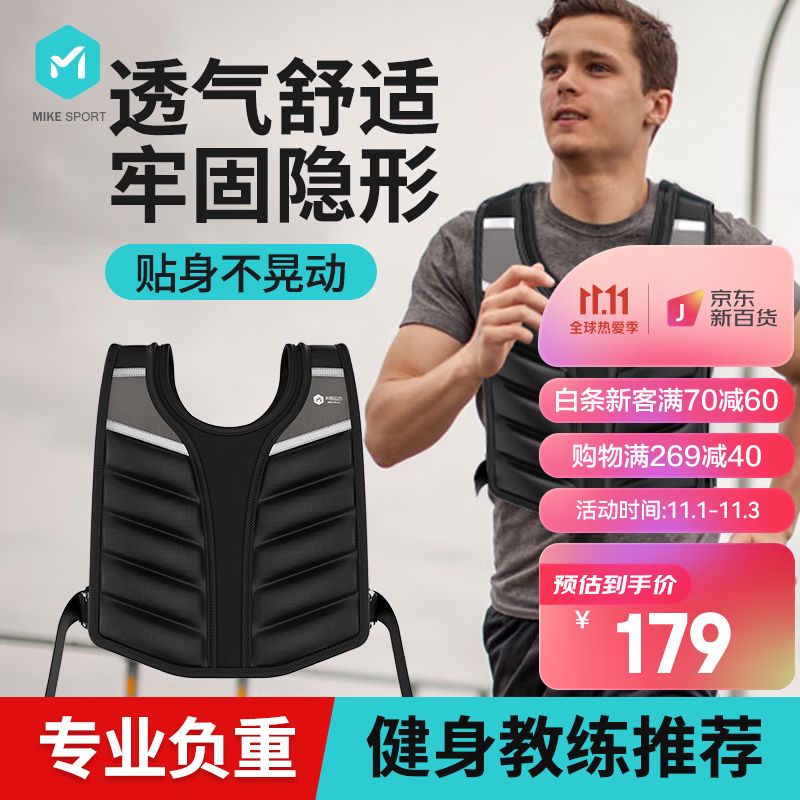 MIKE SPORT
透气舒适
牢固隐形
贴身不晃动
11.11
全球热爱季
京东
新百货
白条新客满70减60
购物满269减40
活动时间:11.1-11.3
预估到手价
¥ 179
专业负重
健身教练推荐